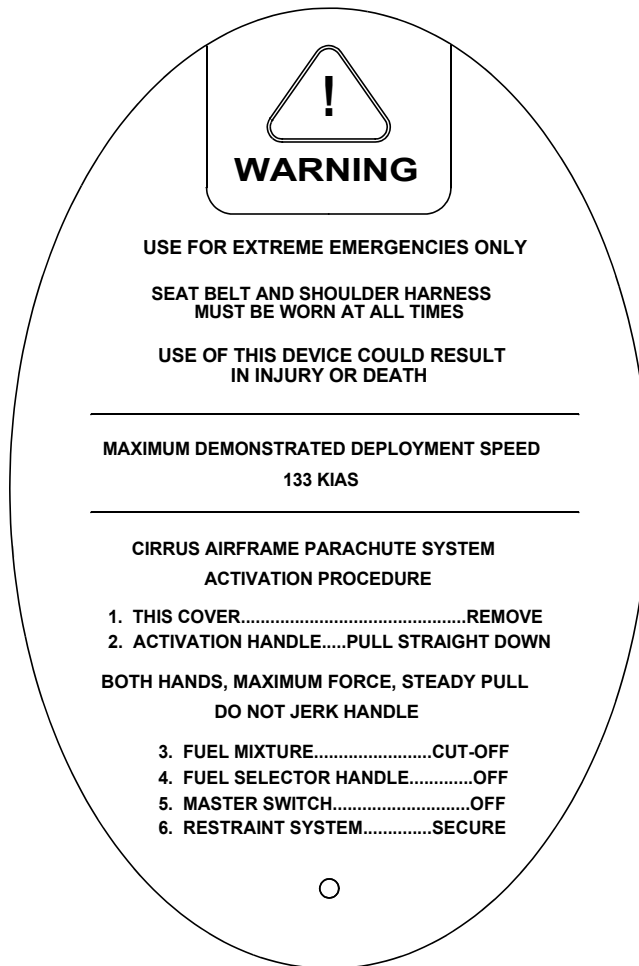 !
WARNING
USE FOR EXTREME EMERGENCIES ONLY
SEAT BELT AND SHOULDER HARNESS
MUST BE WORN AT ALL TIMES
USE OF THIS DEVICE COULD RESULT
IN INJURY OR DEATH
MAXIMUM DEMONSTRATED DEPLOYMENT SPEED
133 KIAS
CIRRUS AIRFRAME PARACHUTE SYSTEM
ACTIVATION PROCEDURE
1. THIS COVER..............................................REMOVE
2. ACTIVATION HANDLE.....PULL STRAIGHT DOWN
BOTH HANDS, MAXIMUM FORCE, STEADY PULL
DO NOT JERK HANDLE
3. FUEL MIXTURE........................CUT-OFF
4. FUEL SELECTOR HANDLE.............OFF
5. MASTER SWITCH............................OFF
6. RESTRAINT SYSTEM..............SECURE